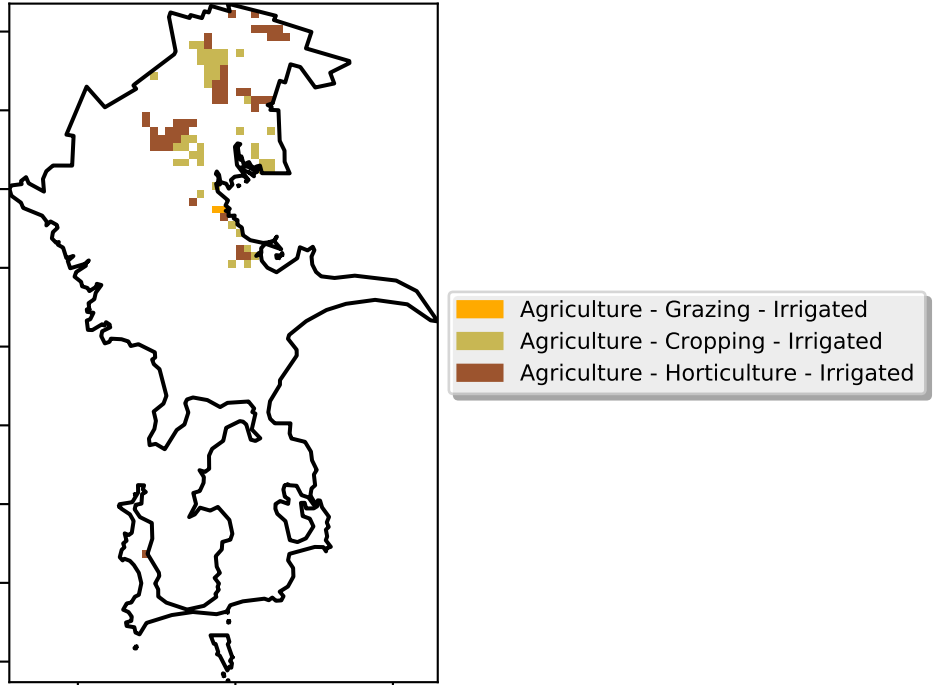 Agriculture - Grazing - Irrigated
Agriculture - Cropping - Irrigated
Agriculture - Horticulture - Irrigated